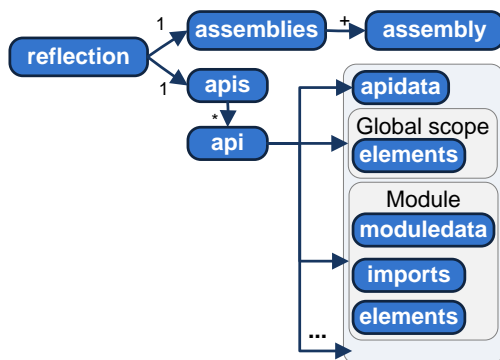 1
+
assemblies
assembly
reflection
1
apis
apidata
*
Global scope
api
elements
Module
moduledata
imports
elements
...